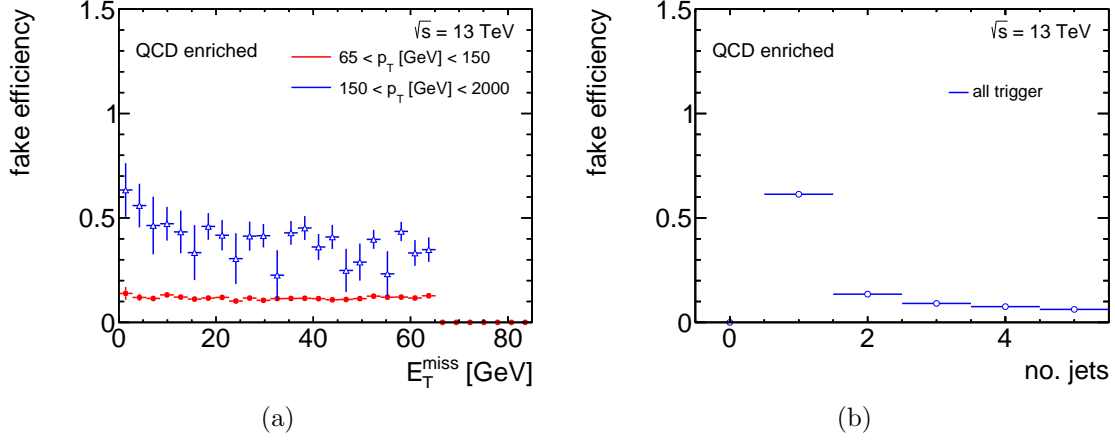 fake efficiency
1.5
1
0.5
0
√s = 13 TeV
QCD enriched
65 < p_T [GeV] < 150
150 < p_T [GeV] < 2000
0 20 40 60 80
E_T^miss [GeV]
(a)
fake efficiency
1.5
1
0.5
0
√s = 13 TeV
QCD enriched
all trigger
0 2 4
no. jets
(b)